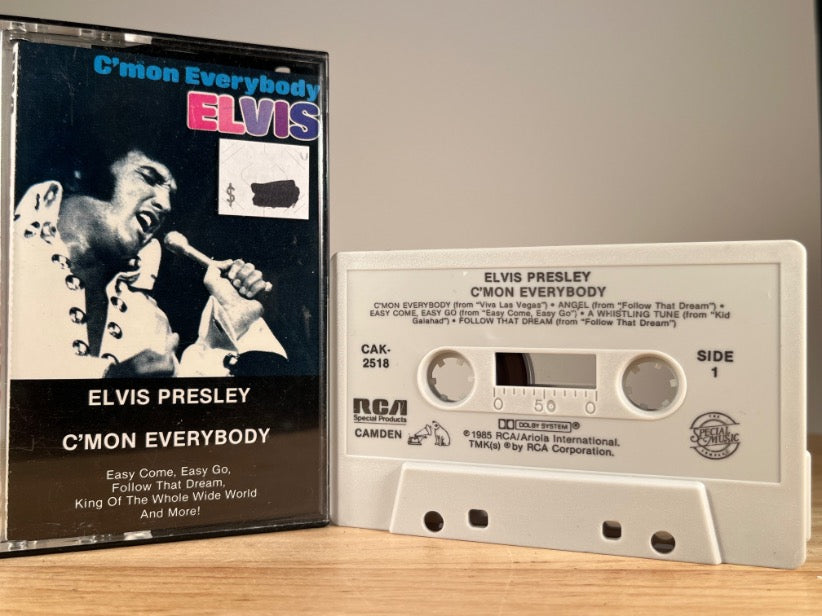 C'mon Everybody
ELVIS
$
ELVIS PRESLEY
C'MON EVERYBODY
Easy Come, Easy Go,
Follow That Dream,
King Of The Whole Wide World
And More!
ELVIS PRESLEY
C'MON EVERYBODY
C'MON EVERYBODY (from "Viva Las Vegas") • ANGEL (from "Follow That Dream") •
EASY COME, EASY GO (from "Easy Come, Easy Go") • A WHISTLING TUNE (from "Kid
Galahad") • FOLLOW THAT DREAM (from "Follow That Dream")
CAK-
2518
SIDE
1
0 50 0
RCA
Special Products
CAMDEN
DOLBY SYSTEM ®
℗ 1985 RCA/Ariola International.
TMK(s) ® by RCA Corporation.
THE
SPECIAL
MUSIC
COMPANY